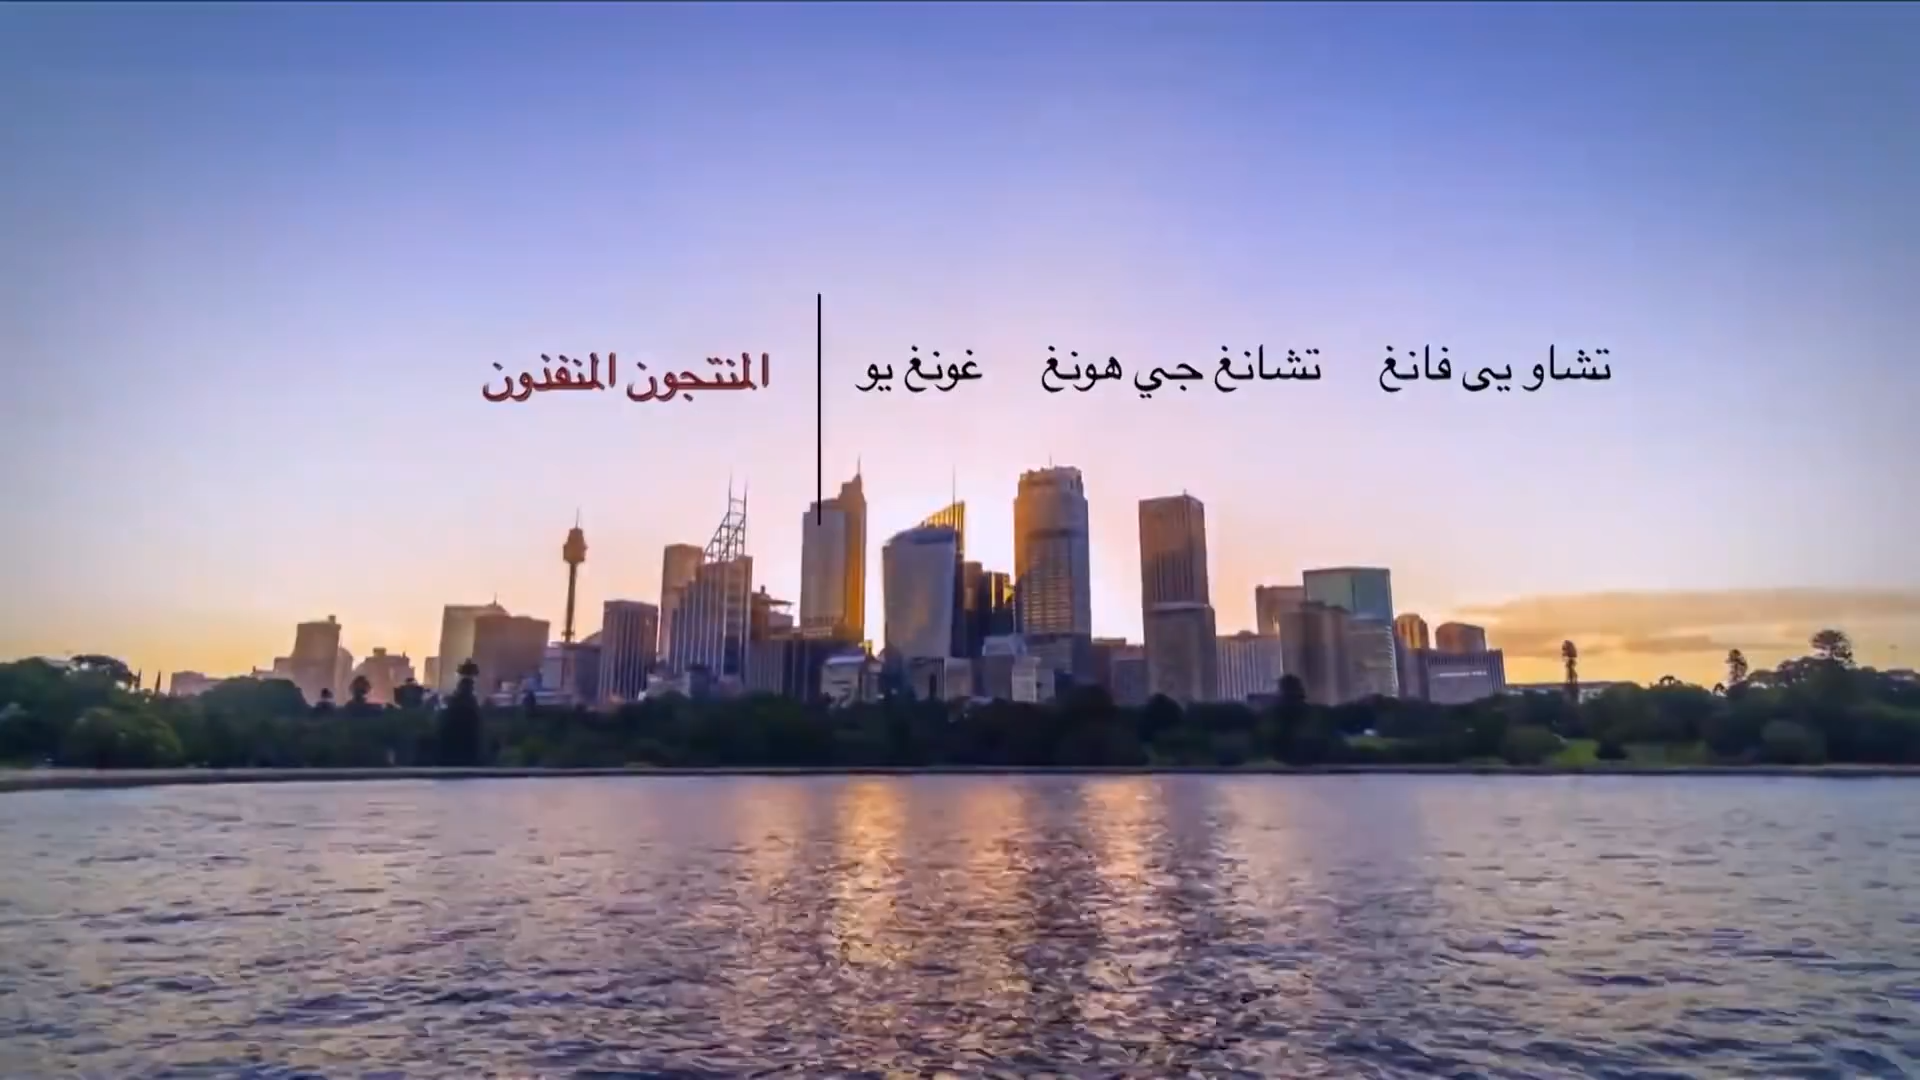 تشاو يى فانغ تشانغ جي هونغ غونغ يو
المنتجون المنفذون